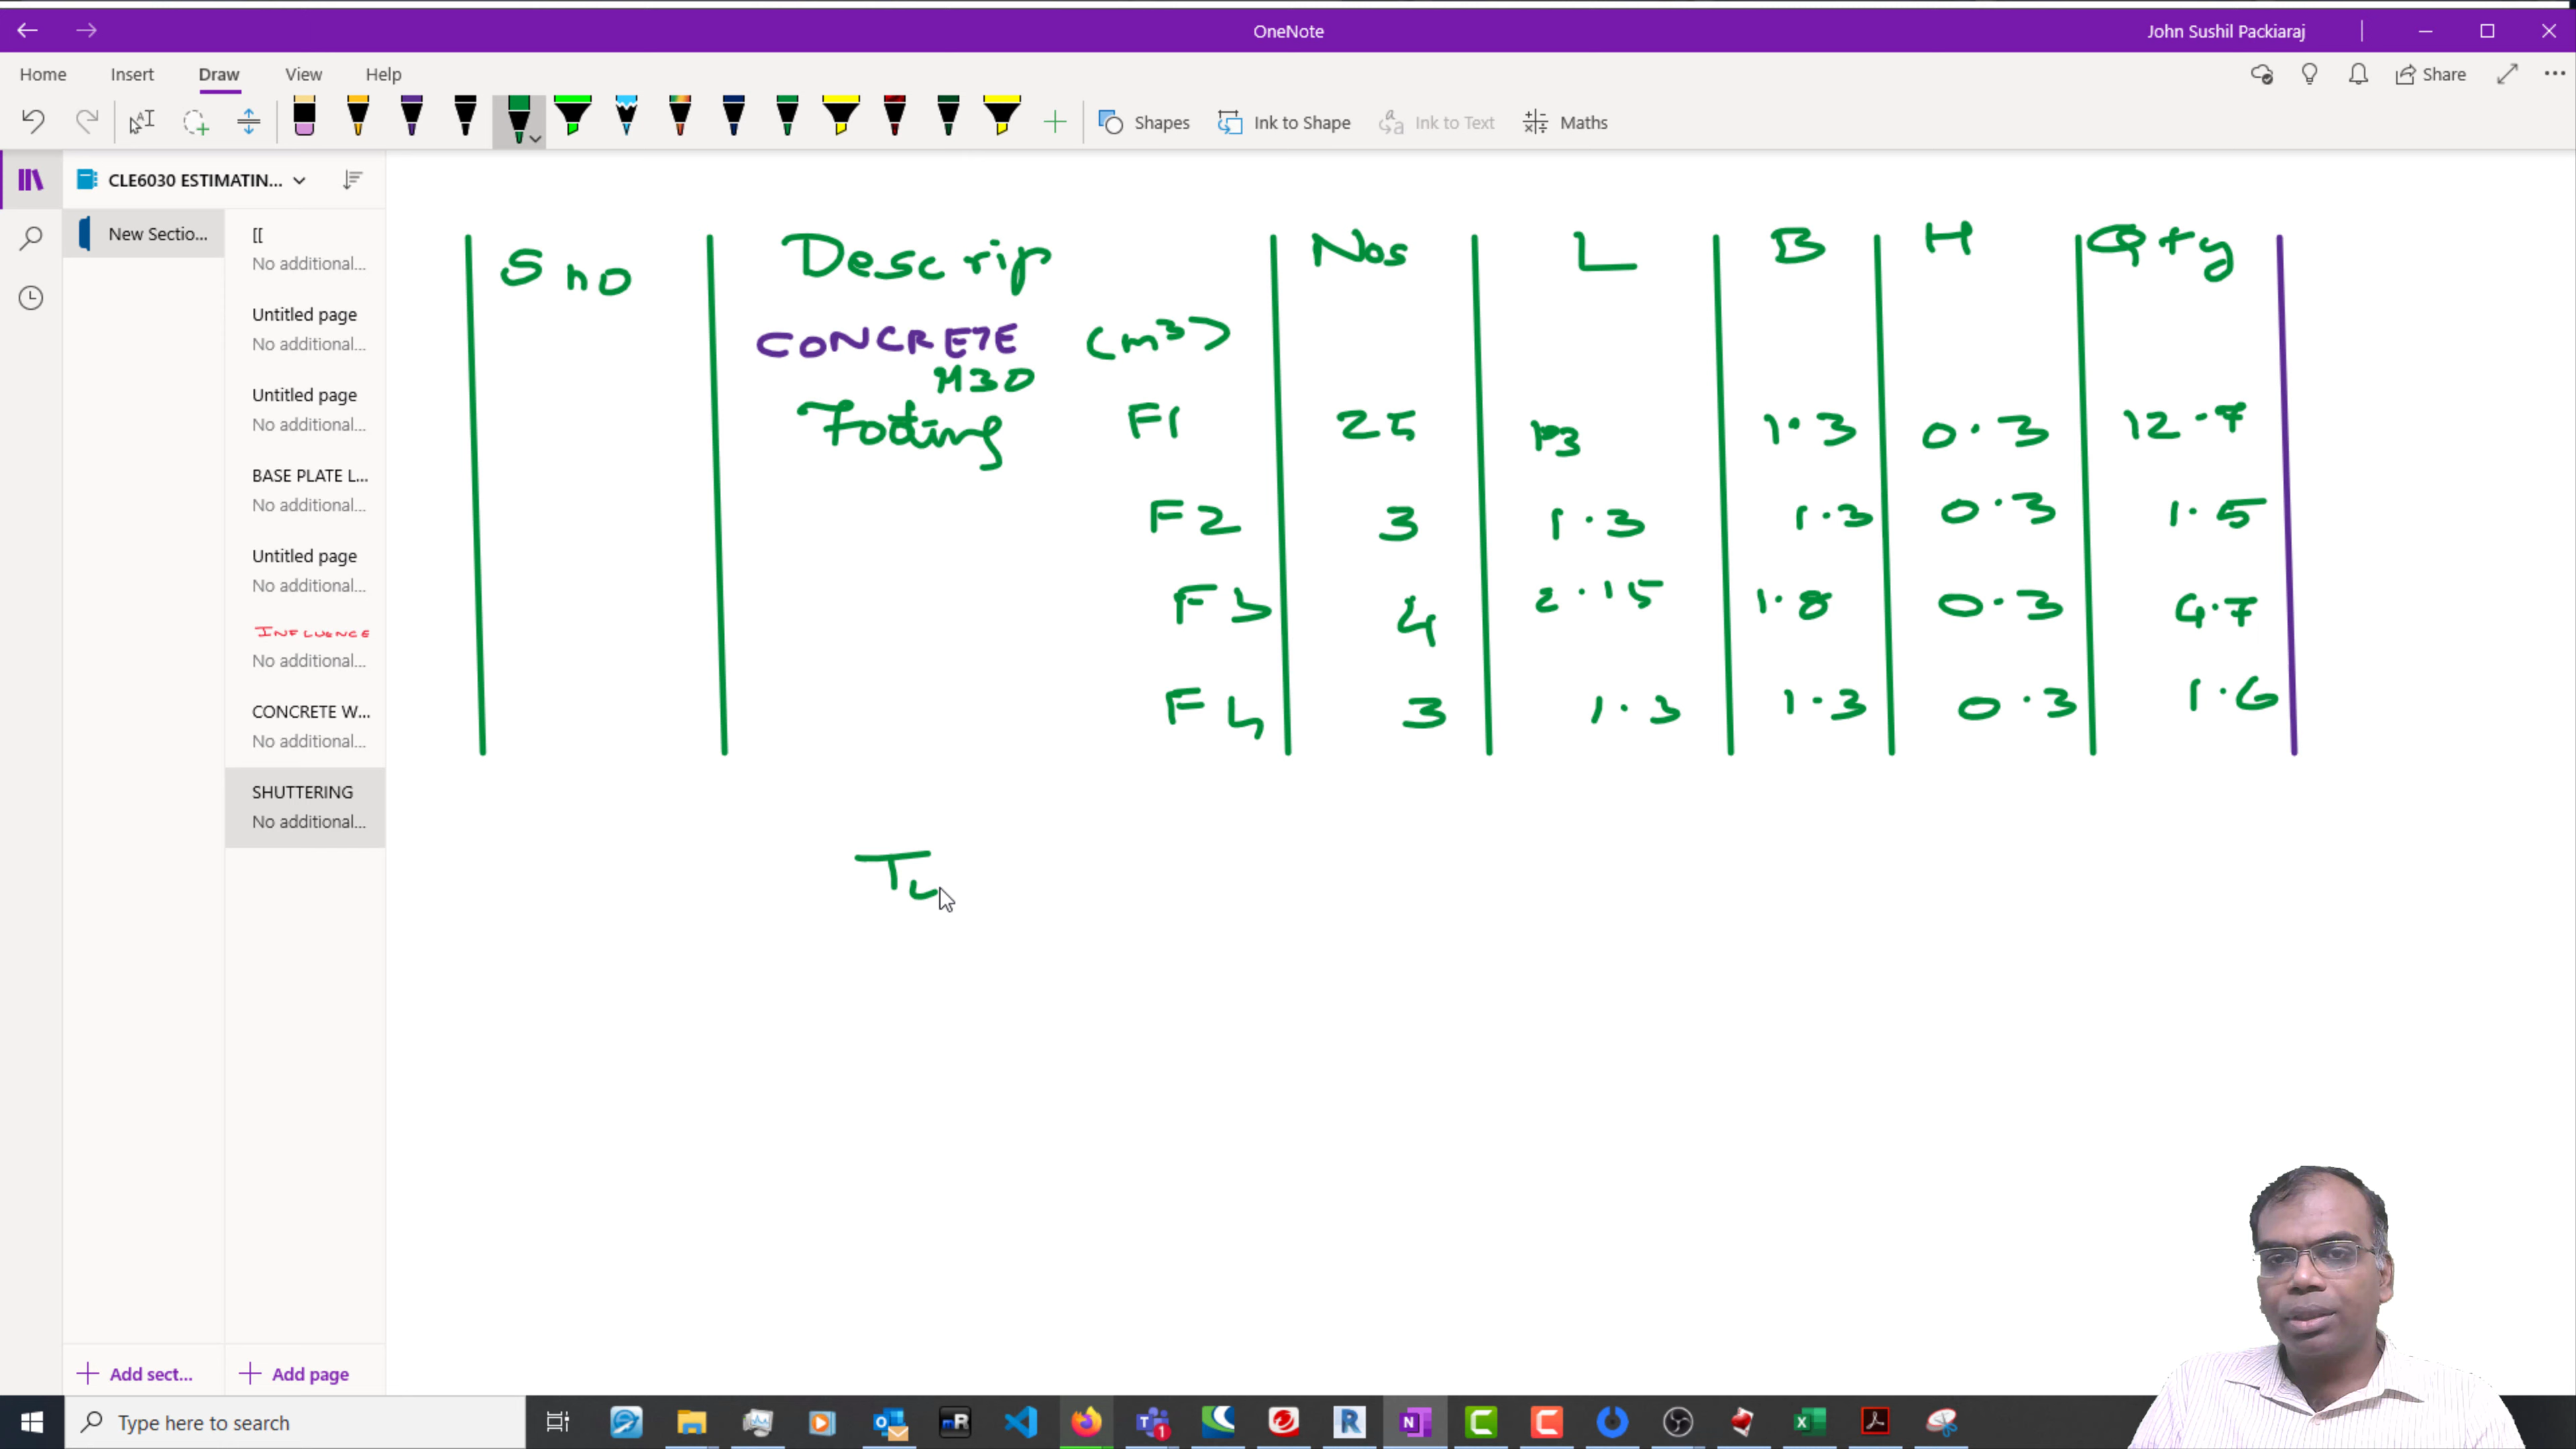 OneNote
John Sushil Packiaraj
Home Insert Draw View Help
Share
Shapes Ink to Shape Ink to Text Maths
CLE6030 ESTIMATIN...
New Sectio...
[[
No additional...
Untitled page
No additional...
Untitled page
No additional...
BASE PLATE L...
No additional...
Untitled page
No additional...
INFLUENCE
No additional...
CONCRETE W...
No additional...
SHUTTERING
No additional...
Add sect...
Add page
S no Descrip Nos L B H Qty
CONCRETE (m³)
M30
Footing F1 25 1.3 1.3 0.3 12.7
F2 3 1.3 1.3 0.3 1.5
F3 4 2.15 1.8 0.3 4.7
F4 3 1.3 1.3 0.3 1.6
Type here to search